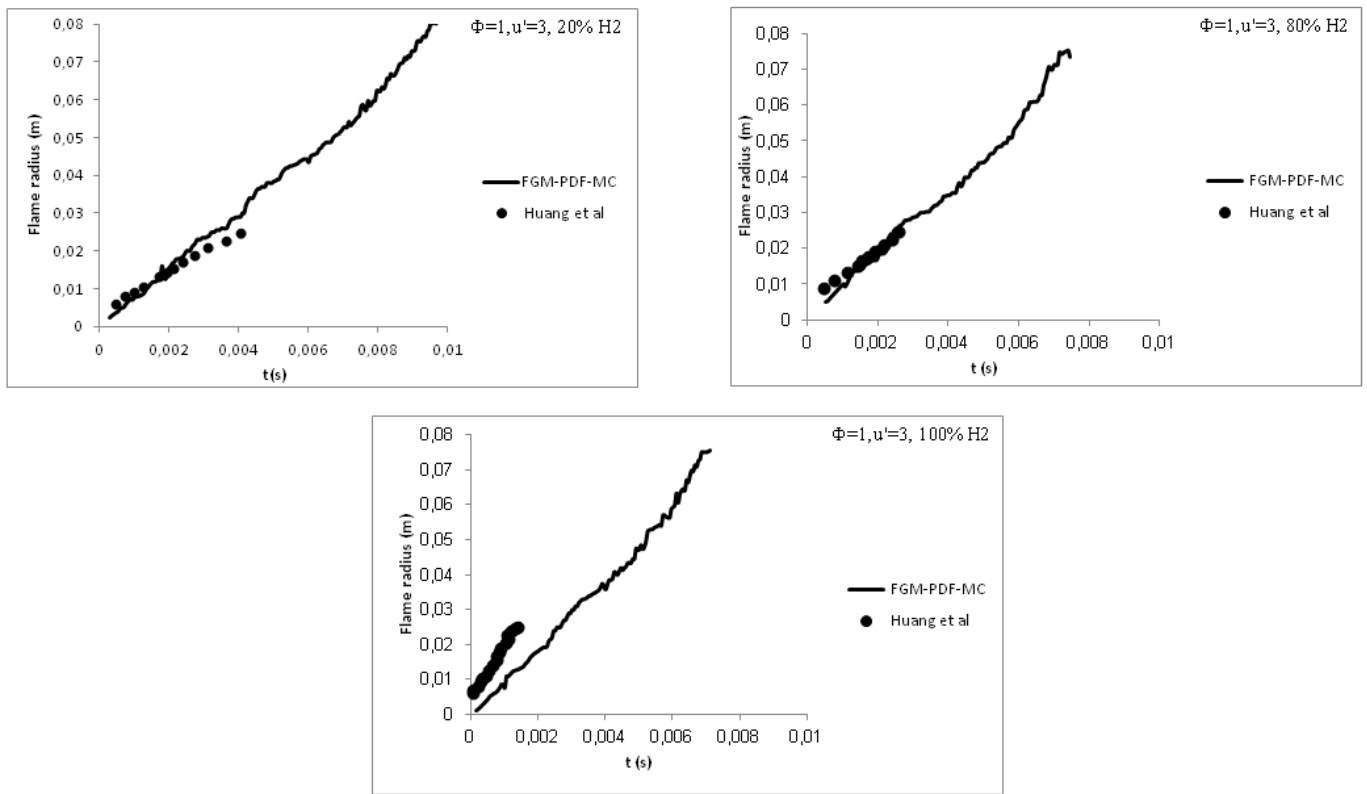 Φ=1,u'=3, 20% H2
0,08
0,07
0,06
0,05
0,04
0,03
0,02
0,01
0
Flame radius (m)
0 0,002 0,004 0,006 0,008 0,01
t (s)
FGM-PDF-MC
Huang et al
Φ=1,u'=3, 80% H2
0,08
0,07
0,06
0,05
0,04
0,03
0,02
0,01
0
Flame radius (m)
0 0,002 0,004 0,006 0,008 0,01
t (s)
FGM-PDF-MC
Huang et al
Φ=1,u'=3, 100% H2
0,08
0,07
0,06
0,05
0,04
0,03
0,02
0,01
0
Flame radius (m)
0 0,002 0,004 0,006 0,008 0,01
t (s)
FGM-PDF-MC
Huang et al